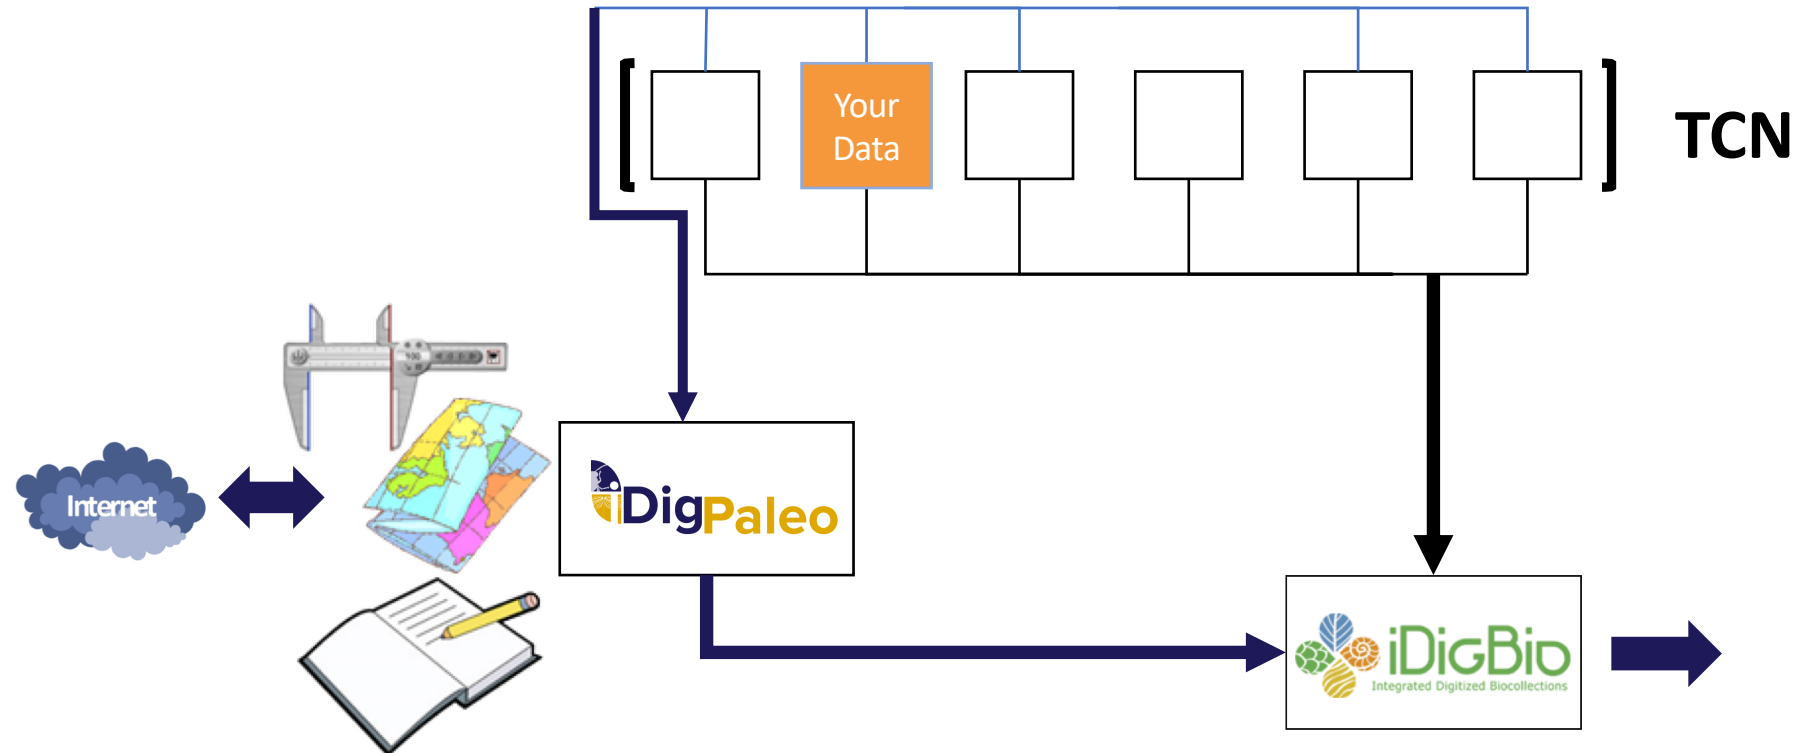 Your
Data
TCN
Internet
iDigPaleo
iDigBio
Integrated Digitized Biocollections